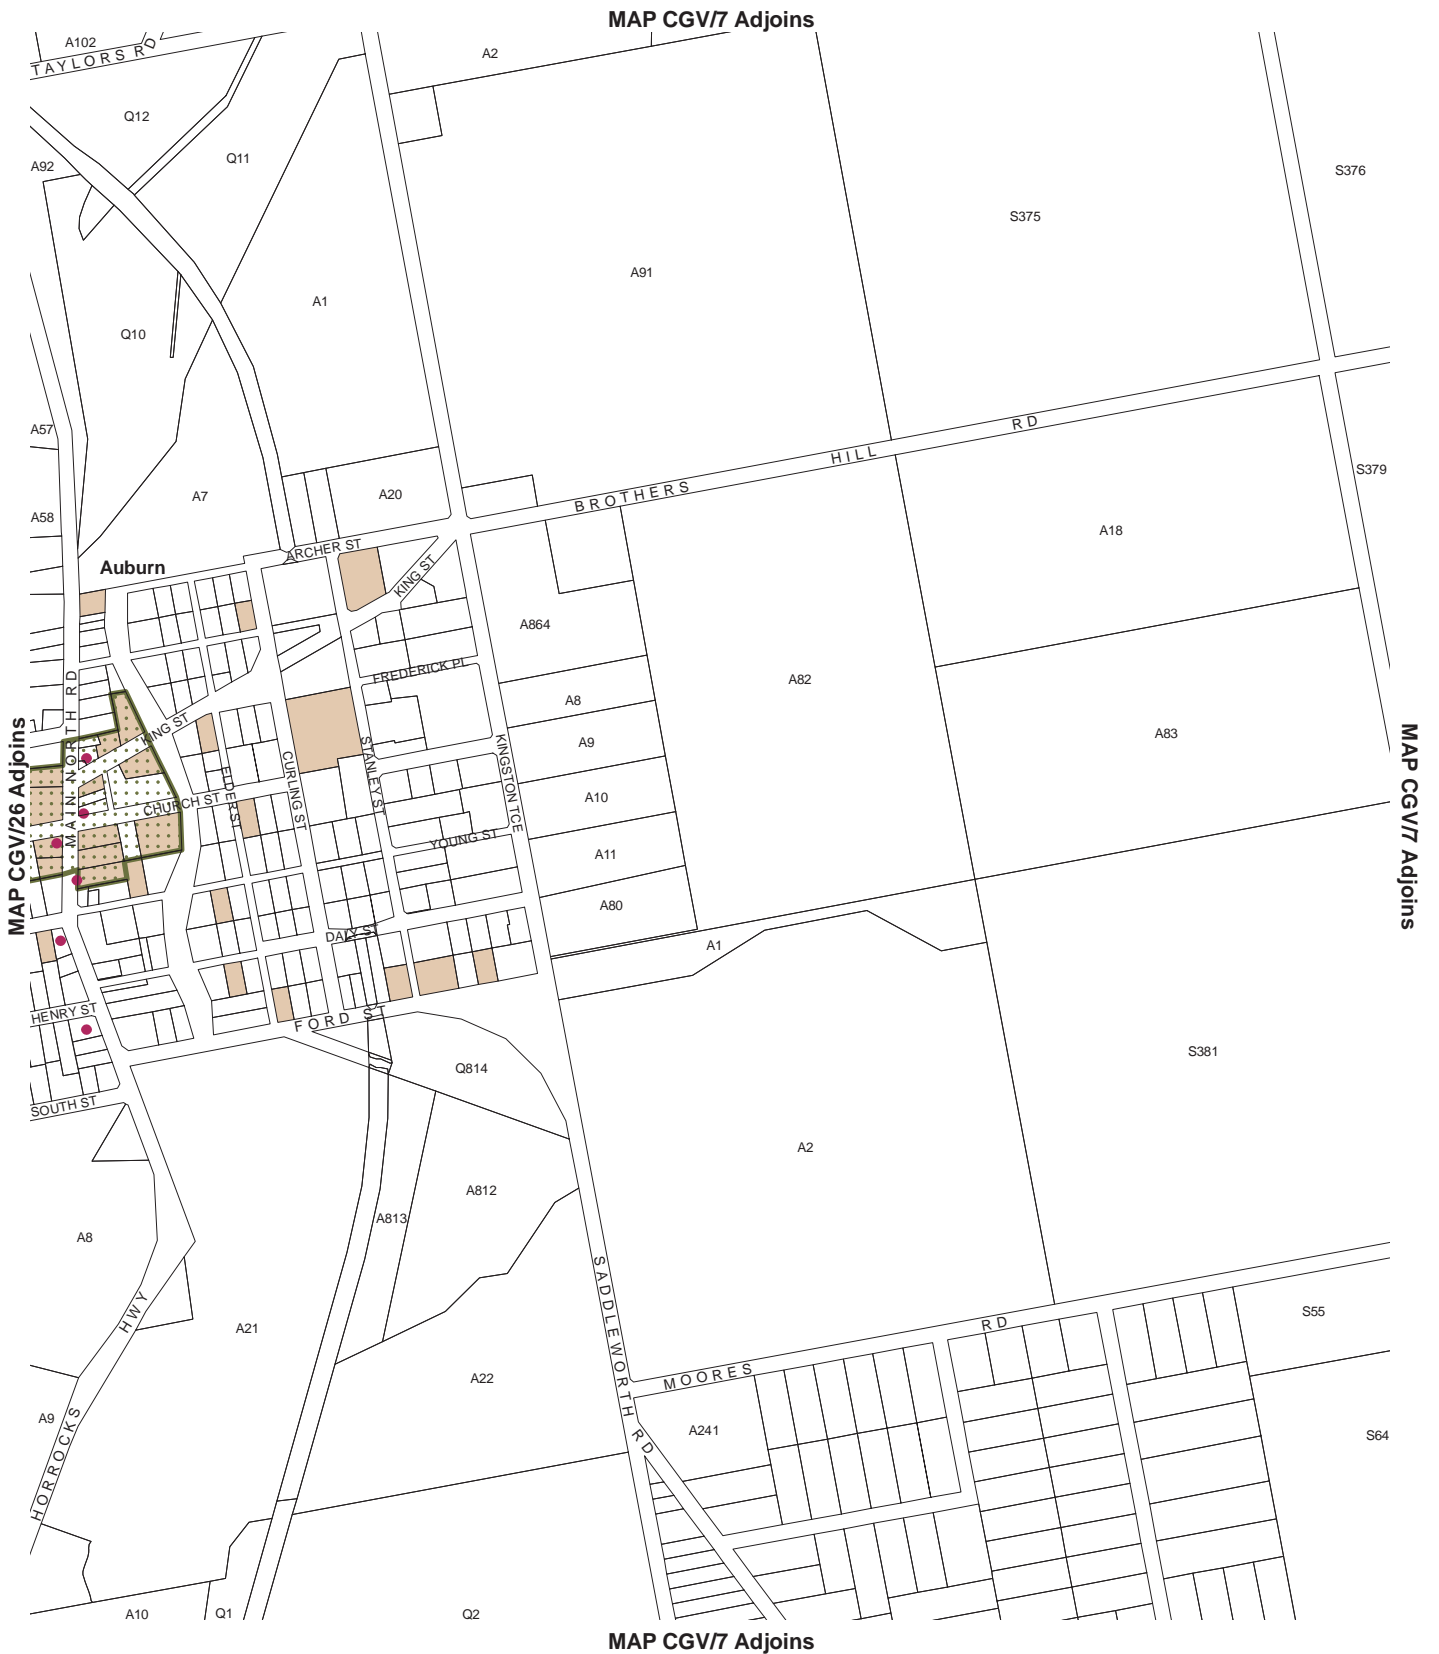 MAP CGV/7 Adjoins
A102
TAYLORS RD
A2
Q12
Q11
A92
S376
S375
A91
A1
Q10
A57
HILL
RD
S379
A7
A20
BROTHERS
A58
A18
ARCHER ST
Auburn
KING ST
A864
FREDERICK PL
A82
A8
MAIN NORTH RD
KING ST
A83
A9
MAP CGV/26 Adjoins
MAP CGV/7 Adjoins
ELDER ST
CURLING ST
STANLEY ST
KINGSTON TCE
CHURCH ST
A10
YOUNG ST
A11
A80
DALY ST
A1
HENRY ST
FORD ST
S381
Q814
SOUTH ST
A2
A812
A813
A8
SADDLEWORTH RD
HORROCKS HWY
A21
S55
MOORES RD
A22
A9
A241
S64
A10
Q1
Q2
MAP CGV/7 Adjoins